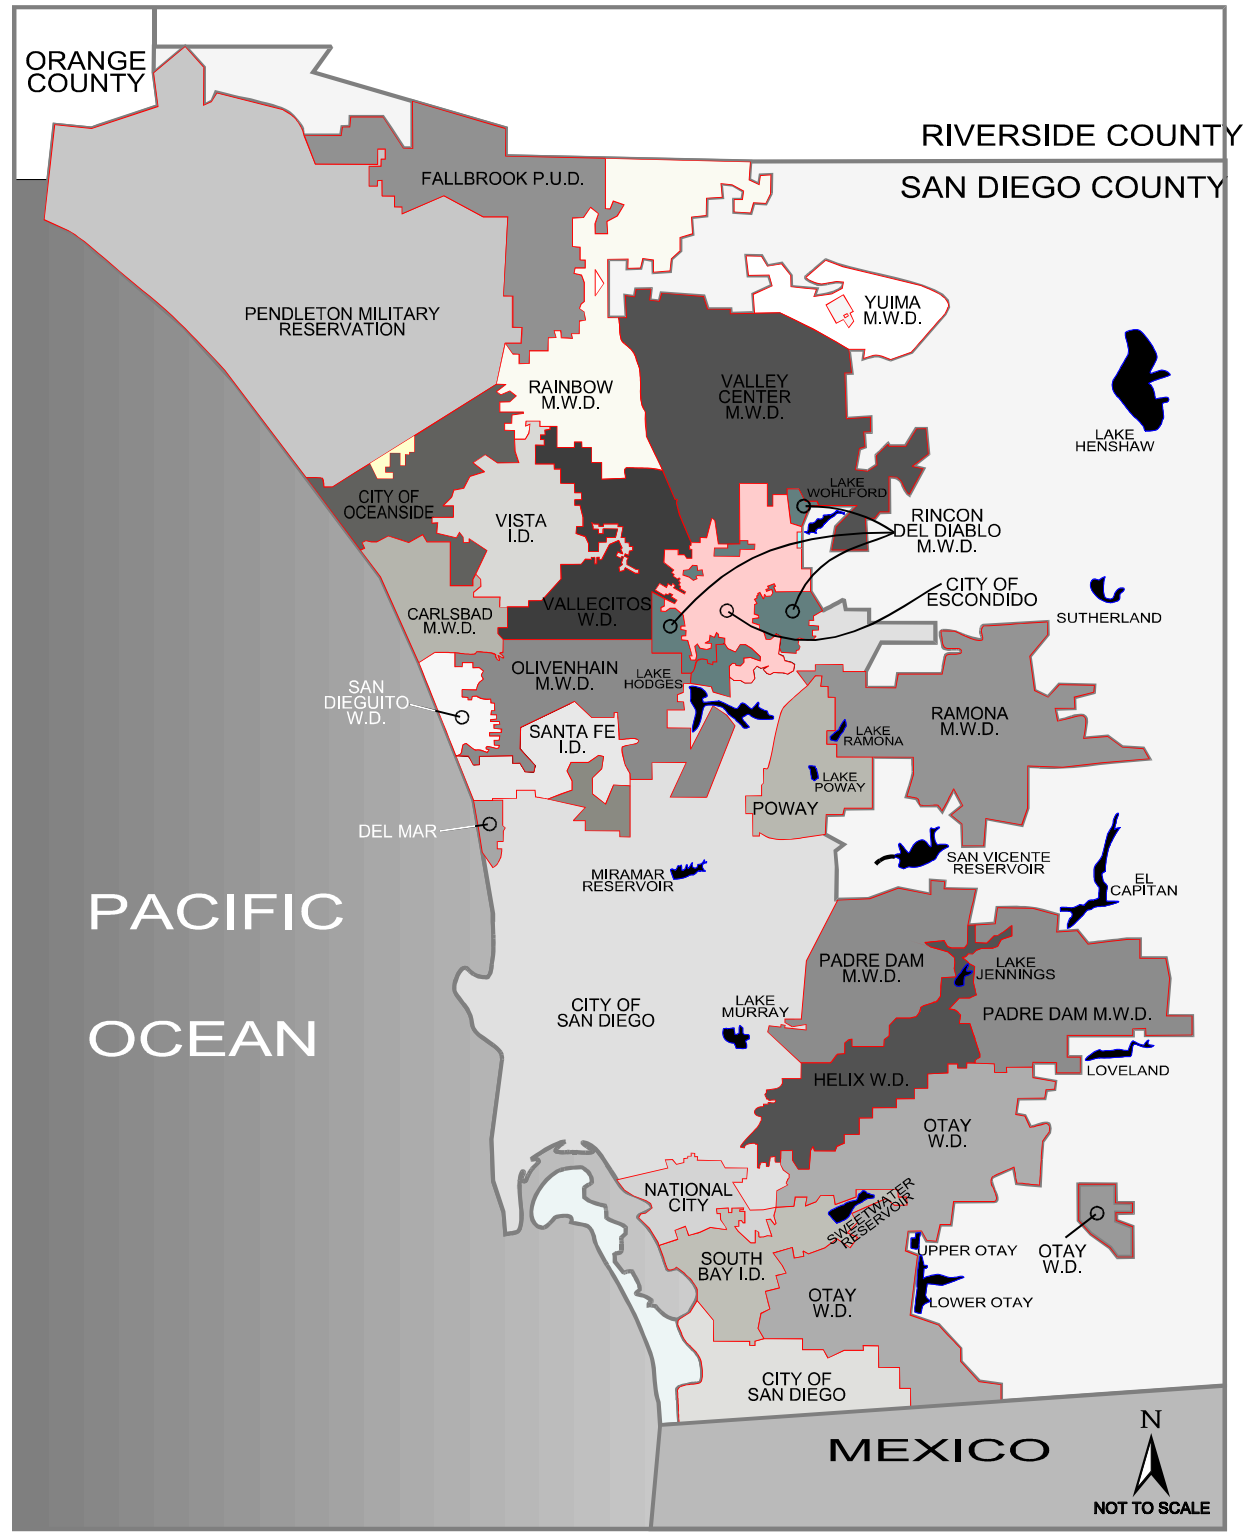 ORANGE
COUNTY
RIVERSIDE COUNTY
SAN DIEGO COUNTY
FALLBROOK P.U.D.
PENDLETON MILITARY
RESERVATION
YUIMA
M.W.D.
RAINBOW
M.W.D.
VALLEY
CENTER
M.W.D.
LAKE
HENSHAW
LAKE
WOHLFORD
CITY OF
OCEANSIDE
VISTA
I.D.
RINCON
DEL DIABLO
M.W.D.
CITY OF
ESCONDIDO
SUTHERLAND
CARLSBAD
M.W.D.
VALLECITOS
W.D.
OLIVENHAIN
M.W.D.
LAKE
HODGES
SAN
DIEGUITO
W.D.
SANTA FE
I.D.
LAKE
RAMONA
RAMONA
M.W.D.
LAKE
POWAY
POWAY
DEL MAR
MIRAMAR
RESERVOIR
SAN VICENTE
RESERVOIR
EL
CAPITAN
PACIFIC
OCEAN
PADRE DAM
M.W.D.
LAKE
JENNINGS
CITY OF
SAN DIEGO
LAKE
MURRAY
PADRE DAM M.W.D.
LOVELAND
HELIX W.D.
OTAY
W.D.
NATIONAL
CITY
SWEETWATER
RESERVOIR
UPPER OTAY
OTAY
W.D.
SOUTH
BAY I.D.
OTAY
W.D.
LOWER OTAY
CITY OF
SAN DIEGO
MEXICO
N
NOT TO SCALE